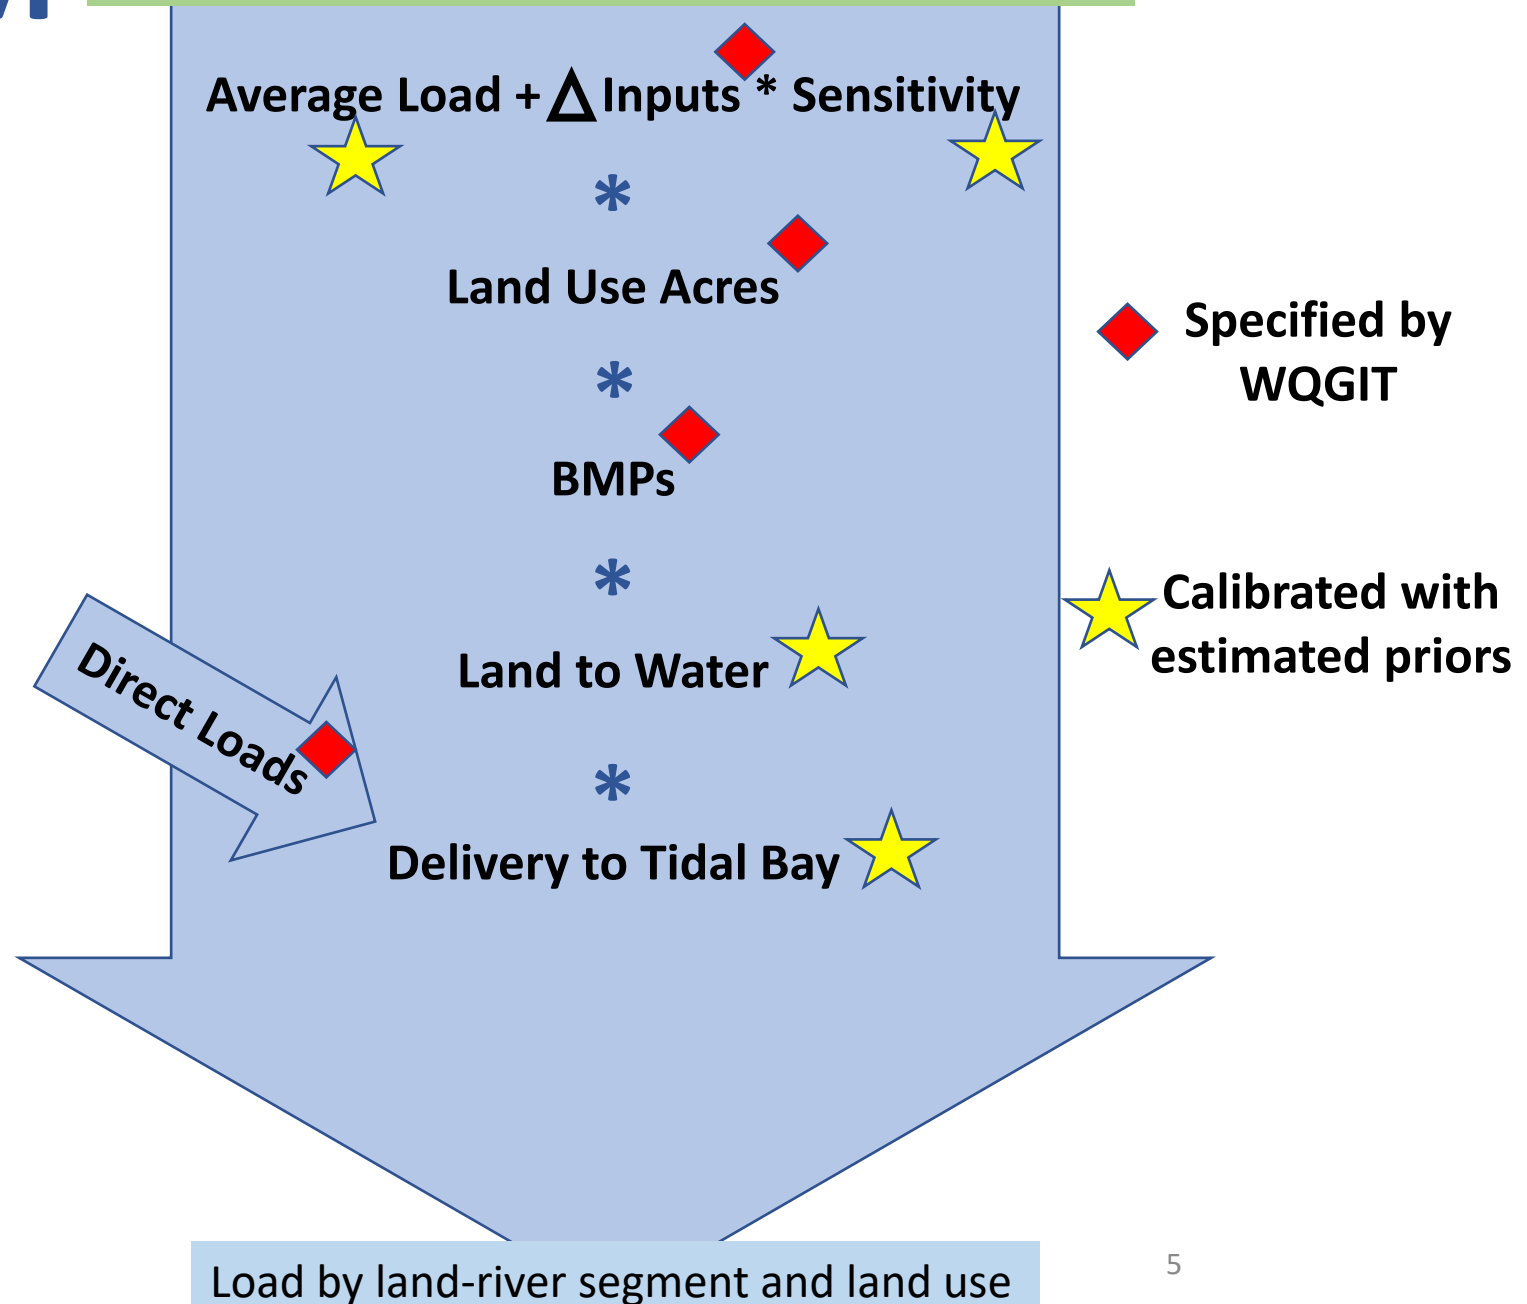 Average Load + Δ Inputs * Sensitivity
*
Land Use Acres
*
BMPs
*
Land to Water
Direct Loads
*
Delivery to Tidal Bay
Specified by
WQGIT
Calibrated with
estimated priors
Load by land-river segment and land use
5